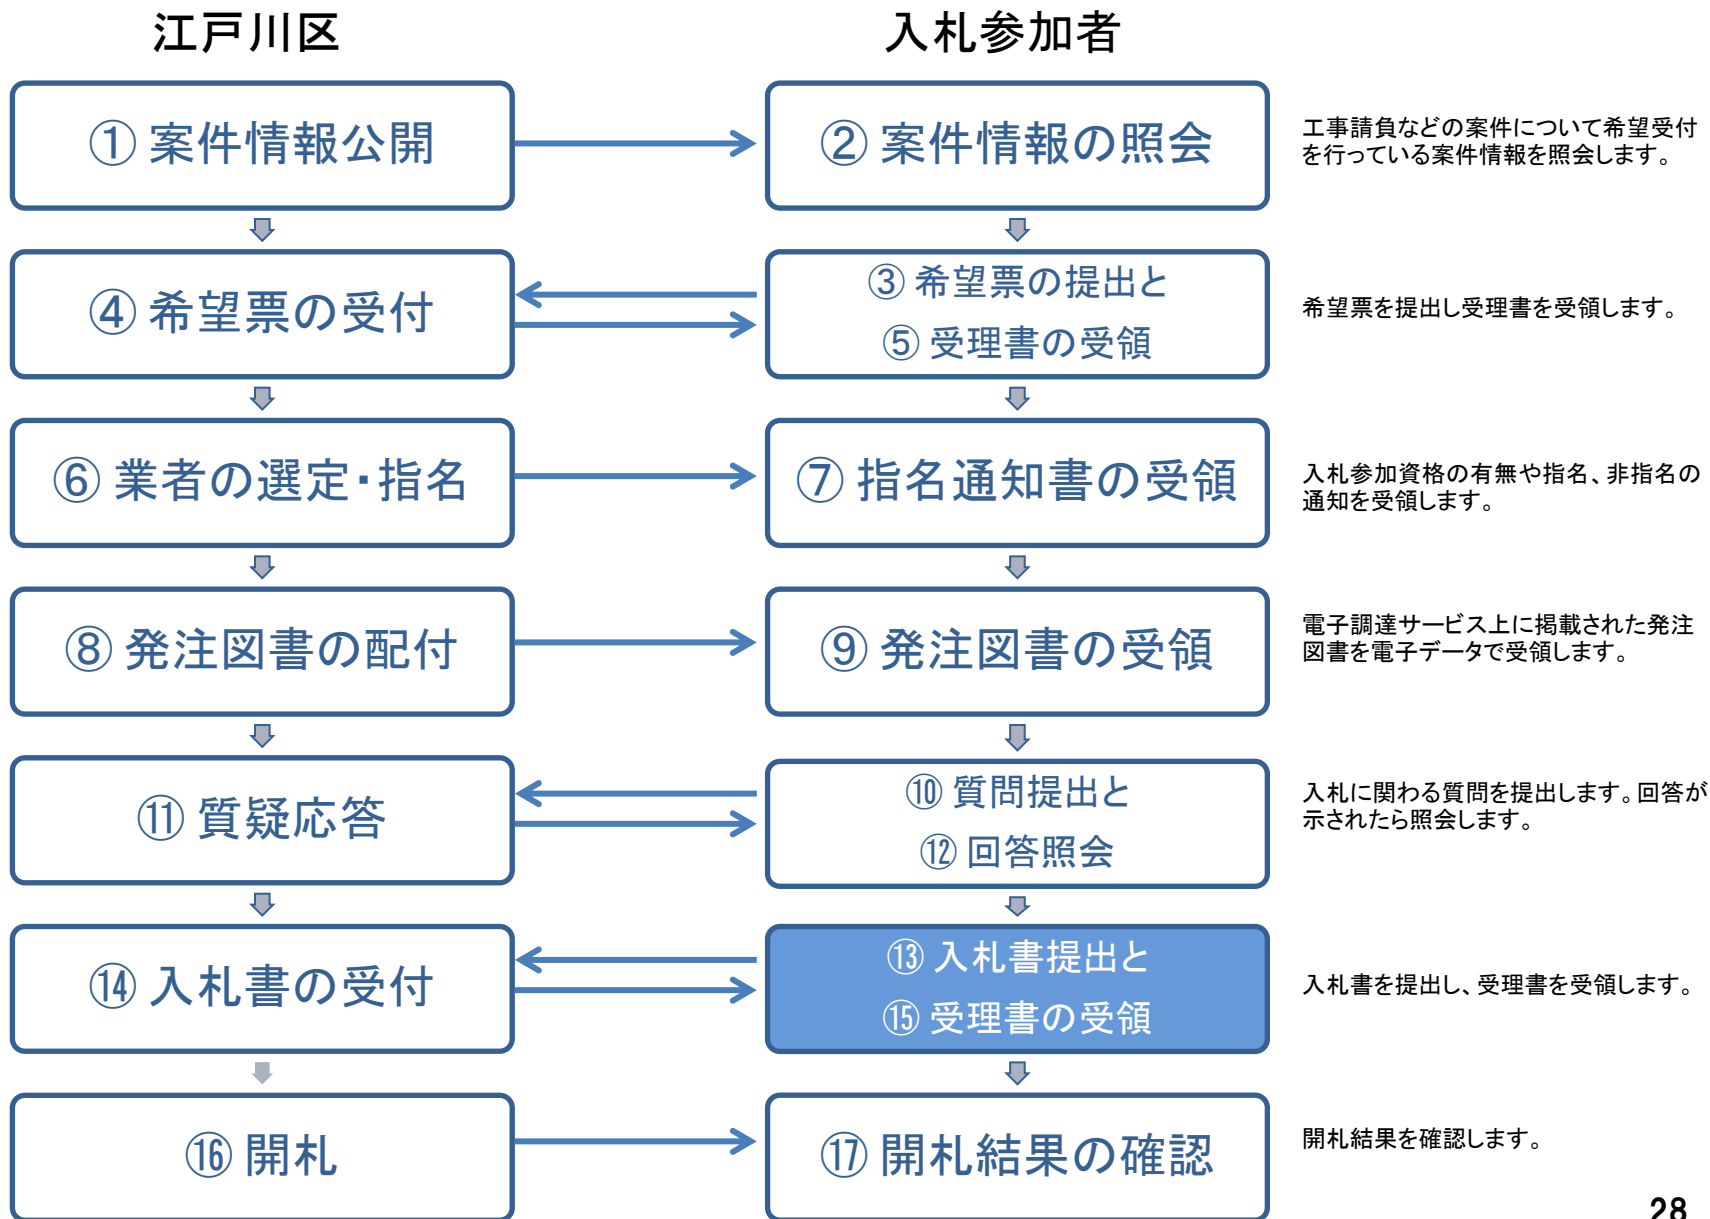 江戸川区
入札参加者
① 案件情報公開
② 案件情報の照会
工事請負などの案件について希望受付
を行っている案件情報を照会します。
④ 希望票の受付
③ 希望票の提出と
⑤ 受理書の受領
希望票を提出し受理書を受領します。
⑥ 業者の選定・指名
⑦ 指名通知書の受領
入札参加資格の有無や指名、非指名の
通知を受領します。
⑧ 発注図書の配付
⑨ 発注図書の受領
電子調達サービス上に掲載された発注
図書を電子データで受領します。
⑪ 質疑応答
⑩ 質問提出と
⑫ 回答照会
入札に関わる質問を提出します。回答が
示されたら照会します。
⑭ 入札書の受付
⑬ 入札書提出と
⑮ 受理書の受領
入札書を提出し、受理書を受領します。
⑯ 開札
⑰ 開札結果の確認
開札結果を確認します。
28